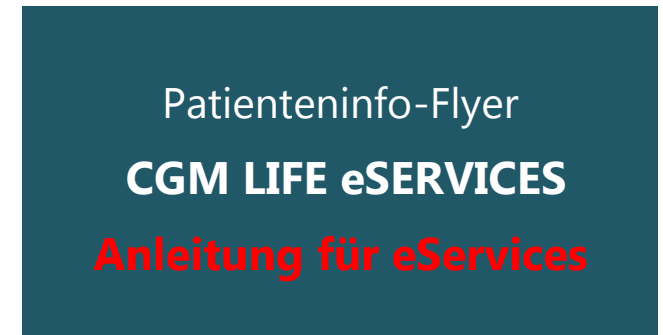 Patienteninfo-Flyer
CGM LIFE eSERVICES
Anleitung für eServices